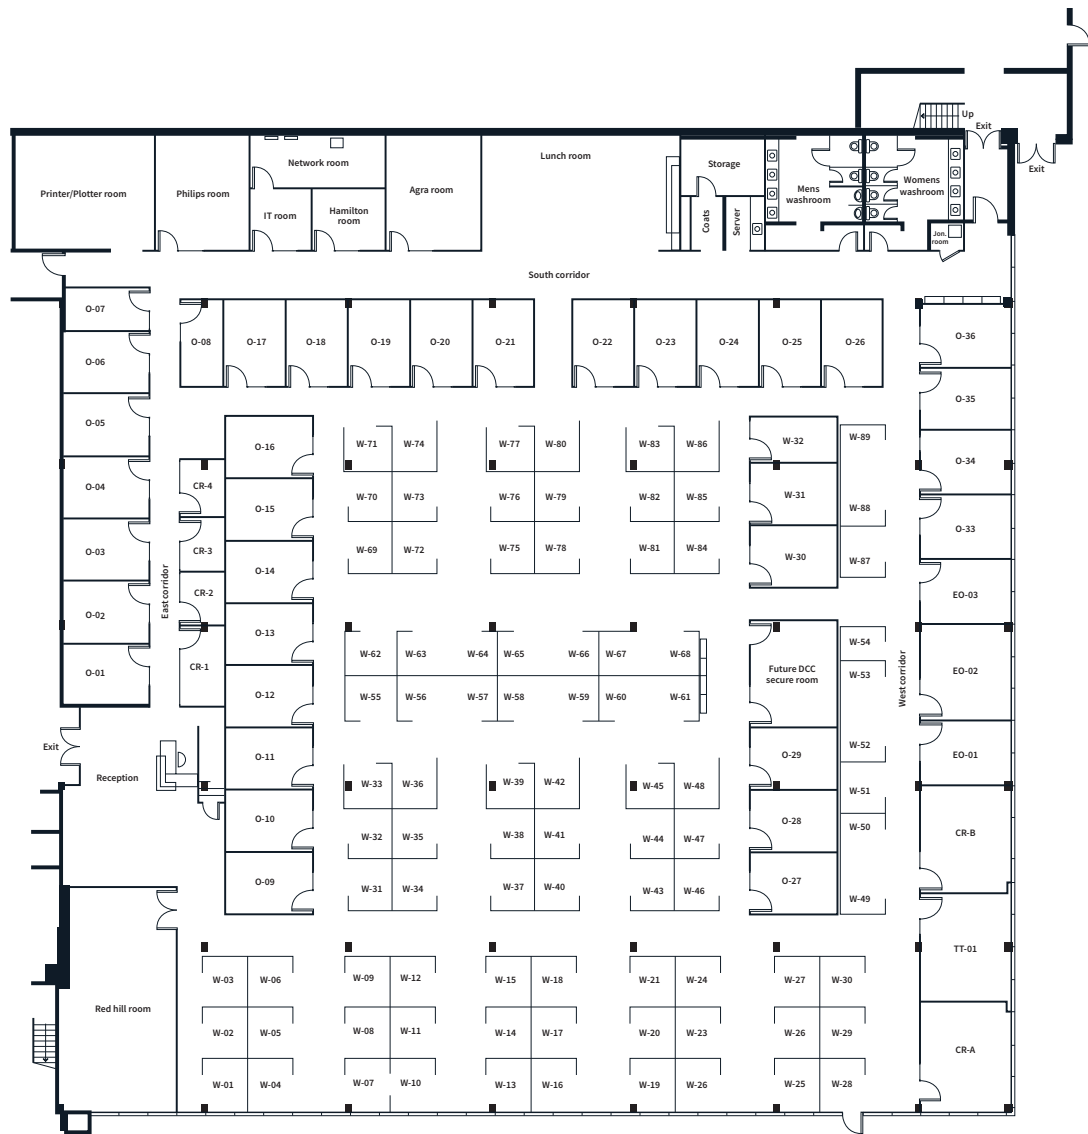 Up
Exit
Exit
Printer/Plotter room
Philips room
Network room
IT room
Hamilton
room
Agra room
Lunch room
Storage
Coats
Server
Mens
washroom
Womens
washroom
Jon.
room
South corridor
O-07
O-06
O-05
O-04
O-03
O-02
O-01
East corridor
O-08
O-17
O-18
O-19
O-20
O-21
O-22
O-23
O-24
O-25
O-26
O-36
O-35
O-34
O-33
EO-03
EO-02
EO-01
CR-B
TT-01
CR-A
CR-4
CR-3
CR-2
CR-1
O-16
O-15
O-14
O-13
O-12
O-11
O-10
O-09
W-71
W-74
W-70
W-73
W-69
W-72
W-77
W-80
W-76
W-79
W-75
W-78
W-83
W-86
W-82
W-85
W-81
W-84
W-32
W-31
W-30
W-89
W-88
W-87
W-62
W-63
W-64
W-65
W-66
W-67
W-68
W-55
W-56
W-57
W-58
W-59
W-60
W-61
Future DCC
secure room
O-29
O-28
O-27
W-54
W-53
W-52
W-51
W-50
W-49
West corridor
Exit
Reception
Red hill room
W-33
W-36
W-32
W-35
W-31
W-34
W-39
W-42
W-38
W-41
W-37
W-40
W-45
W-48
W-44
W-47
W-43
W-46
W-03
W-06
W-02
W-05
W-01
W-04
W-09
W-12
W-08
W-11
W-07
W-10
W-15
W-18
W-14
W-17
W-13
W-16
W-21
W-24
W-20
W-23
W-19
W-26
W-27
W-30
W-26
W-29
W-25
W-28